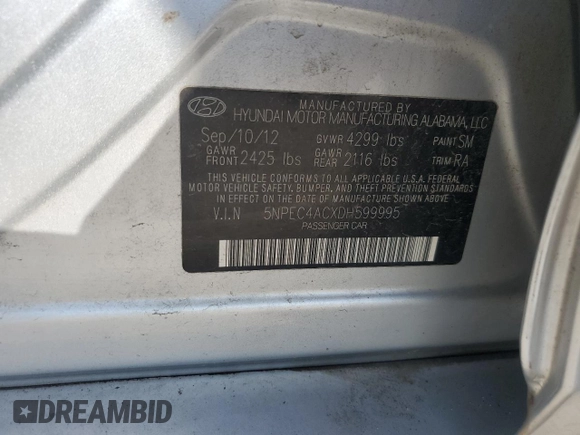 MANUFACTURED BY
HYUNDAI MOTOR MANUFACTURING ALABAMA, LLC
Sep/10/12 GVWR 4299 lbs PAINT SM
GAWR FRONT 2425 lbs GAWR REAR 2116 lbs TRIM RA
THIS VEHICLE CONFORMS TO ALL APPLICABLE U.S.A. FEDERAL
MOTOR VEHICLE SAFETY, BUMPER, AND THEFT PREVENTION STANDARDS
IN EFFECT ON THE DATE OF MANUFACTURE SHOWN ABOVE.
V.I.N 5NPEC4ACXDH599995
PASSENGER CAR
DREAMBID